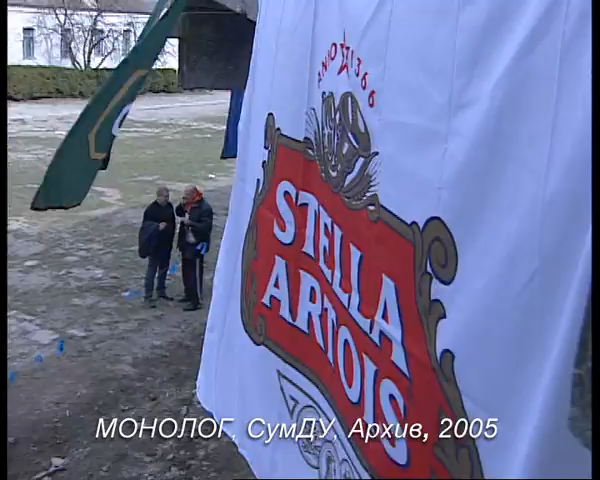 ANNO 1366
STELLA
ARTOIS
МОНОЛОГ, СумДУ, Архив, 2005